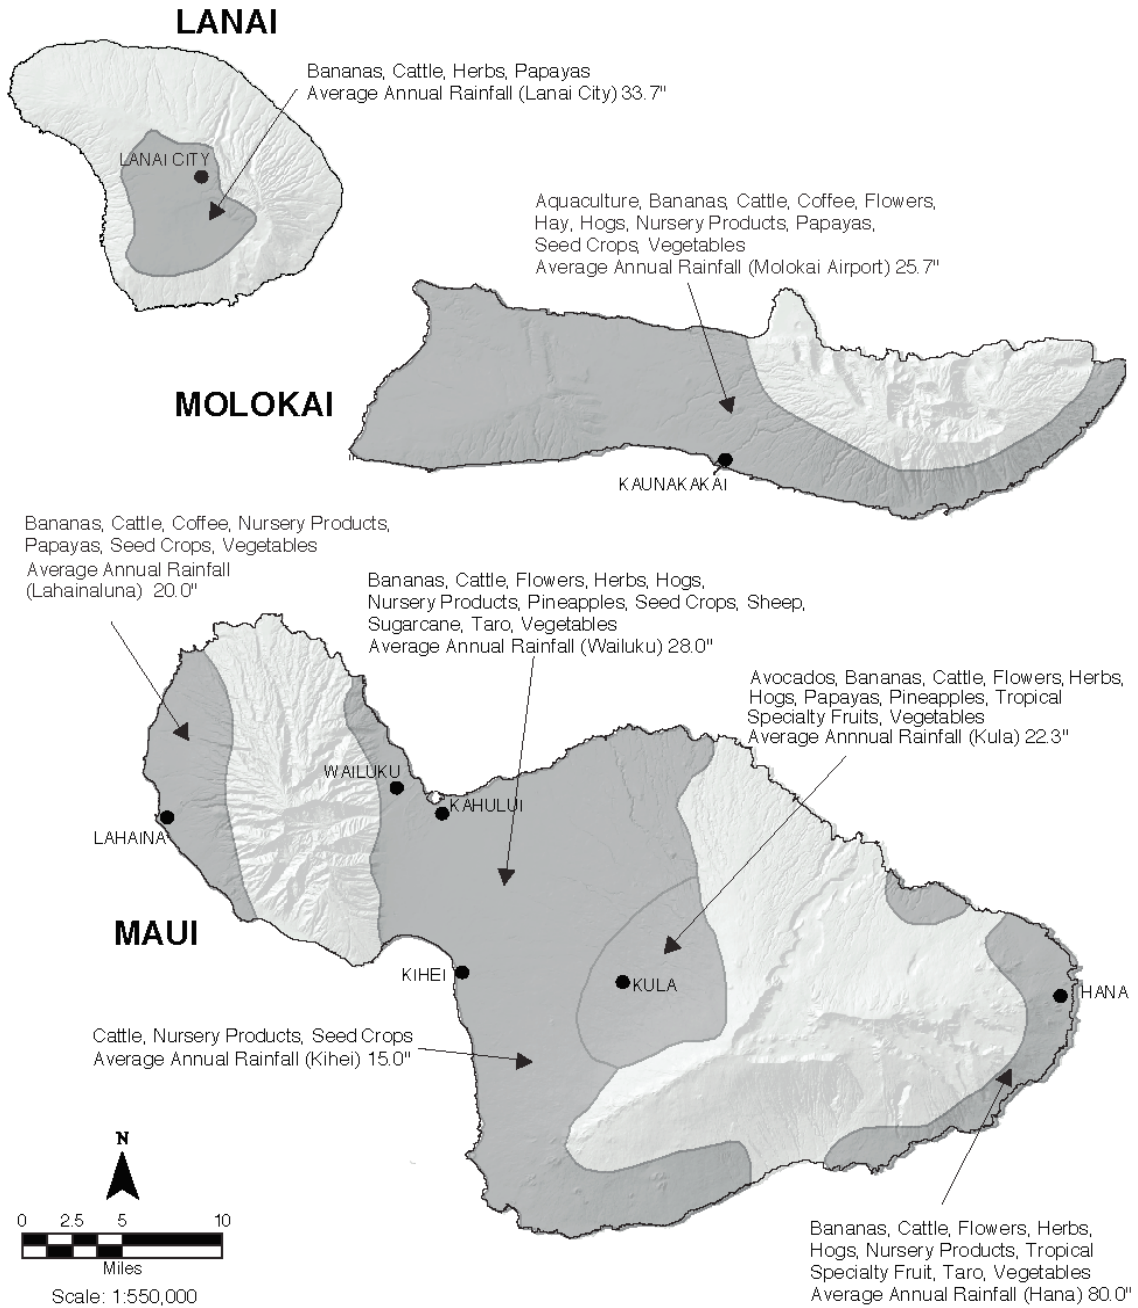 LANAI
Bananas, Cattle, Herbs, Papayas
Average Annual Rainfall (Lanai City) 33.7"
LANAI CITY
Aquaculture, Bananas, Cattle, Coffee, Flowers,
Hay, Hogs, Nursery Products, Papayas,
Seed Crops, Vegetables
Average Annual Rainfall (Molokai Airport) 25.7"
MOLOKAI
KAUNAKAKAI
Bananas, Cattle, Coffee, Nursery Products,
Papayas, Seed Crops, Vegetables
Average Annual Rainfall
(Lahainaluna) 20.0"
Bananas, Cattle, Flowers, Herbs, Hogs,
Nursery Products, Pineapples, Seed Crops, Sheep,
Sugarcane, Taro, Vegetables
Average Annual Rainfall (Wailuku) 28.0"
Avocados, Bananas, Cattle, Flowers, Herbs,
Hogs, Papayas, Pineapples, Tropical
Specialty Fruits, Vegetables
Average Annnual Rainfall (Kula) 22.3"
WAILUKU
KAHULUI
LAHAINA
MAUI
KIHEI
KULA
HANA
Cattle, Nursery Products, Seed Crops
Average Annual Rainfall (Kihei) 15.0"
N
0 2.5 5 10
Miles
Scale: 1:550,000
Bananas, Cattle, Flowers, Herbs,
Hogs, Nursery Products, Tropical
Specialty Fruit, Taro, Vegetables
Average Annual Rainfall (Hana) 80.0"